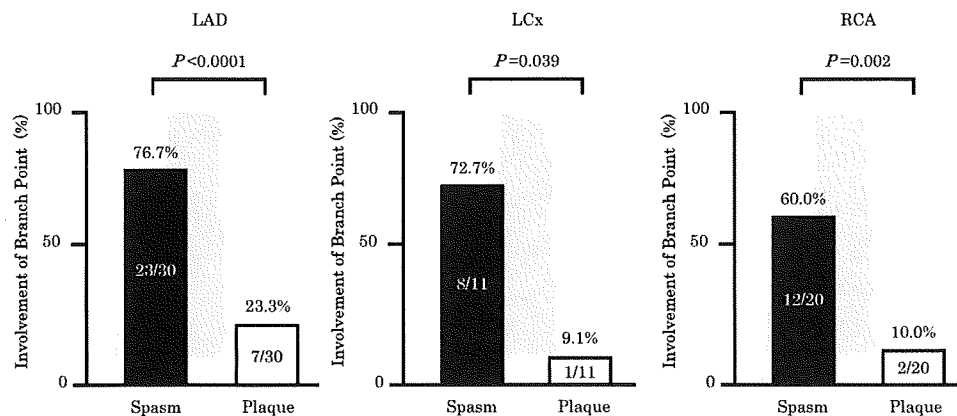 LAD
P<0.0001
Involvement of Branch Point (%)
100
50
0
76.7%
23/30
23.3%
7/30
Spasm Plaque
LCx
P=0.039
Involvement of Branch Point (%)
100
50
0
72.7%
8/11
9.1%
1/11
Spasm Plaque
RCA
P=0.002
Involvement of Branch Point (%)
100
50
0
60.0%
12/20
10.0%
2/20
Spasm Plaque